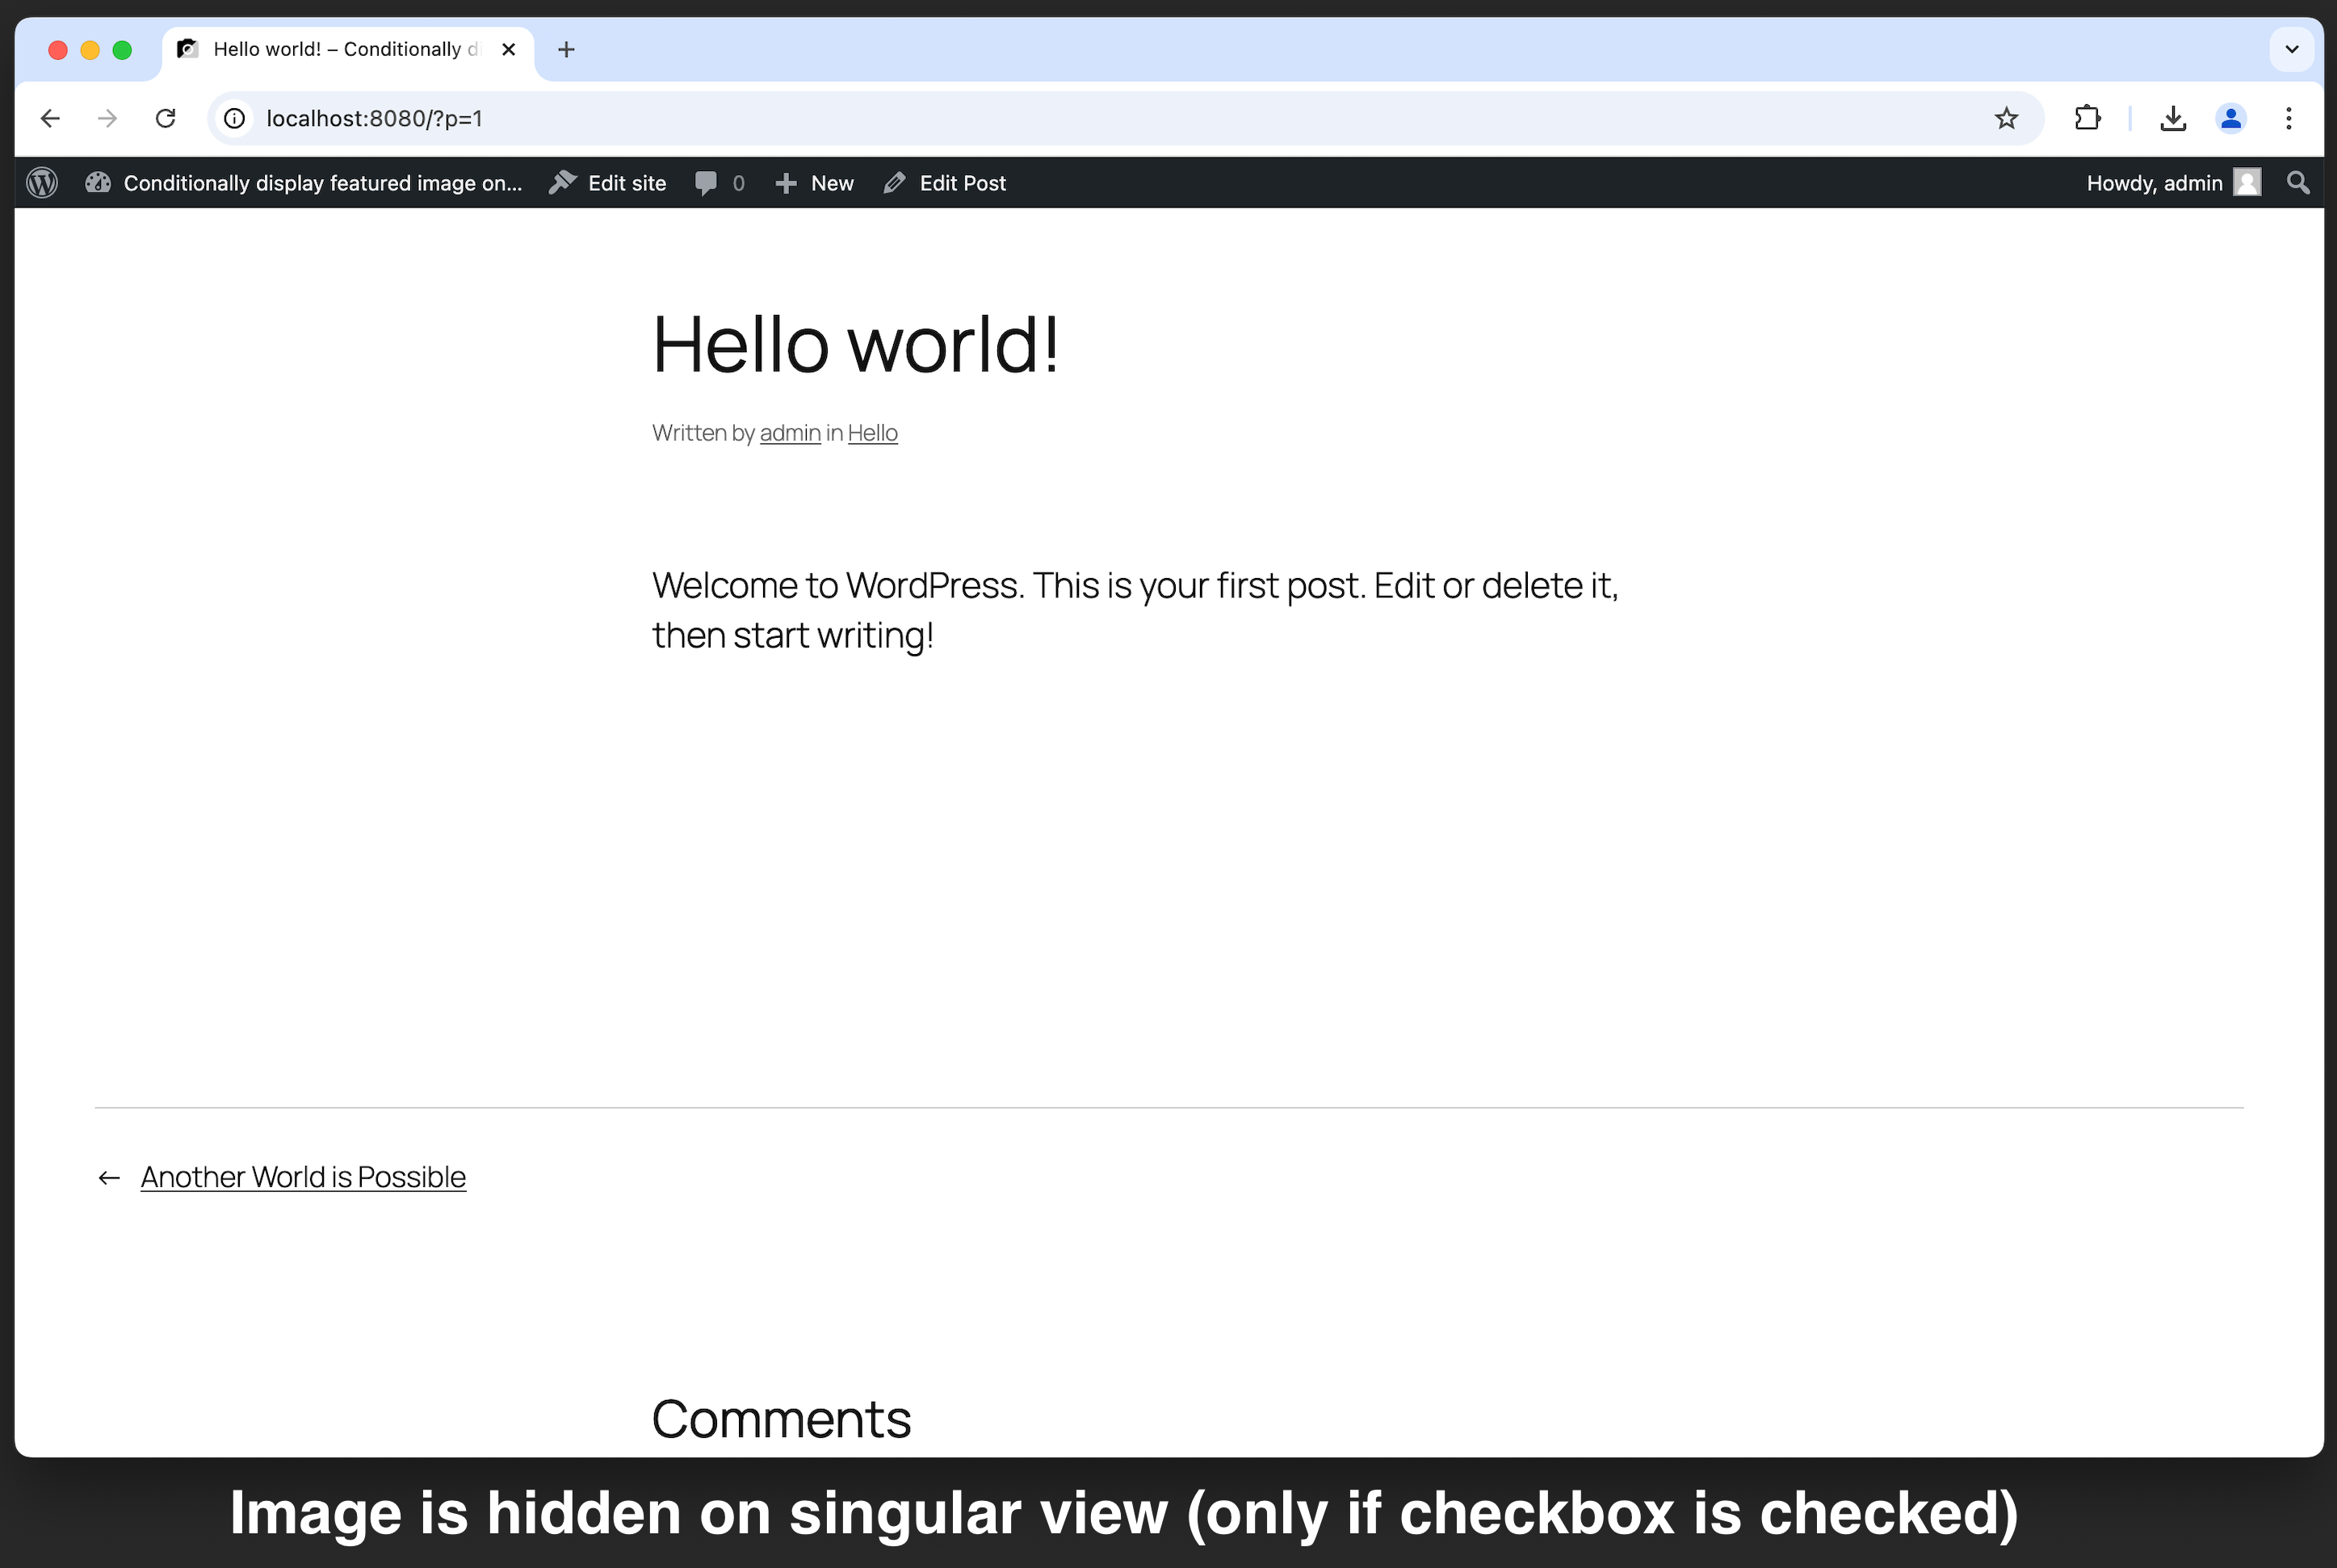 Hello world! – Conditionally d
localhost:8080/?p=1
Conditionally display featured image on... Edit site 0 New Edit Post Howdy, admin
Hello world!
Written by admin in Hello
Welcome to WordPress. This is your first post. Edit or delete it,
then start writing!
← Another World is Possible
Comments
Image is hidden on singular view (only if checkbox is checked)